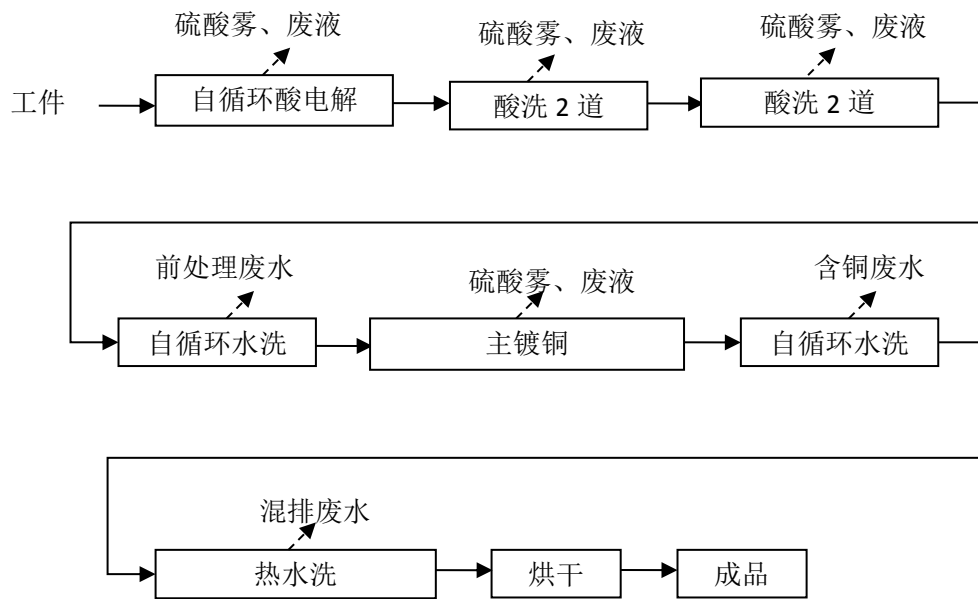 硫酸雾、废液
硫酸雾、废液
硫酸雾、废液
工件
自循环酸电解
酸洗 2 道
酸洗 2 道
前处理废水
硫酸雾、废液
含铜废水
自循环水洗
主镀铜
自循环水洗
混排废水
热水洗
烘干
成品